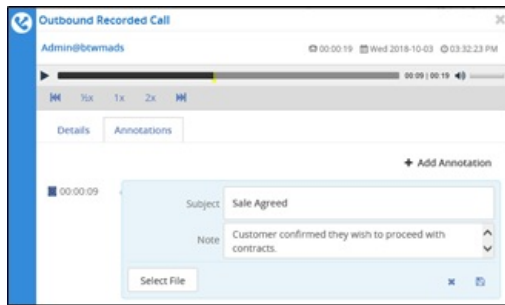 Outbound Recorded Call
Admin@btwmads 00:00:19 Wed 2018-10-03 03:32:23 PM
00:09 | 00:19
½x 1x 2x
Details Annotations
+ Add Annotation
00:00:09
Subject Sale Agreed
Note Customer confirmed they wish to proceed with
contracts.
Select File